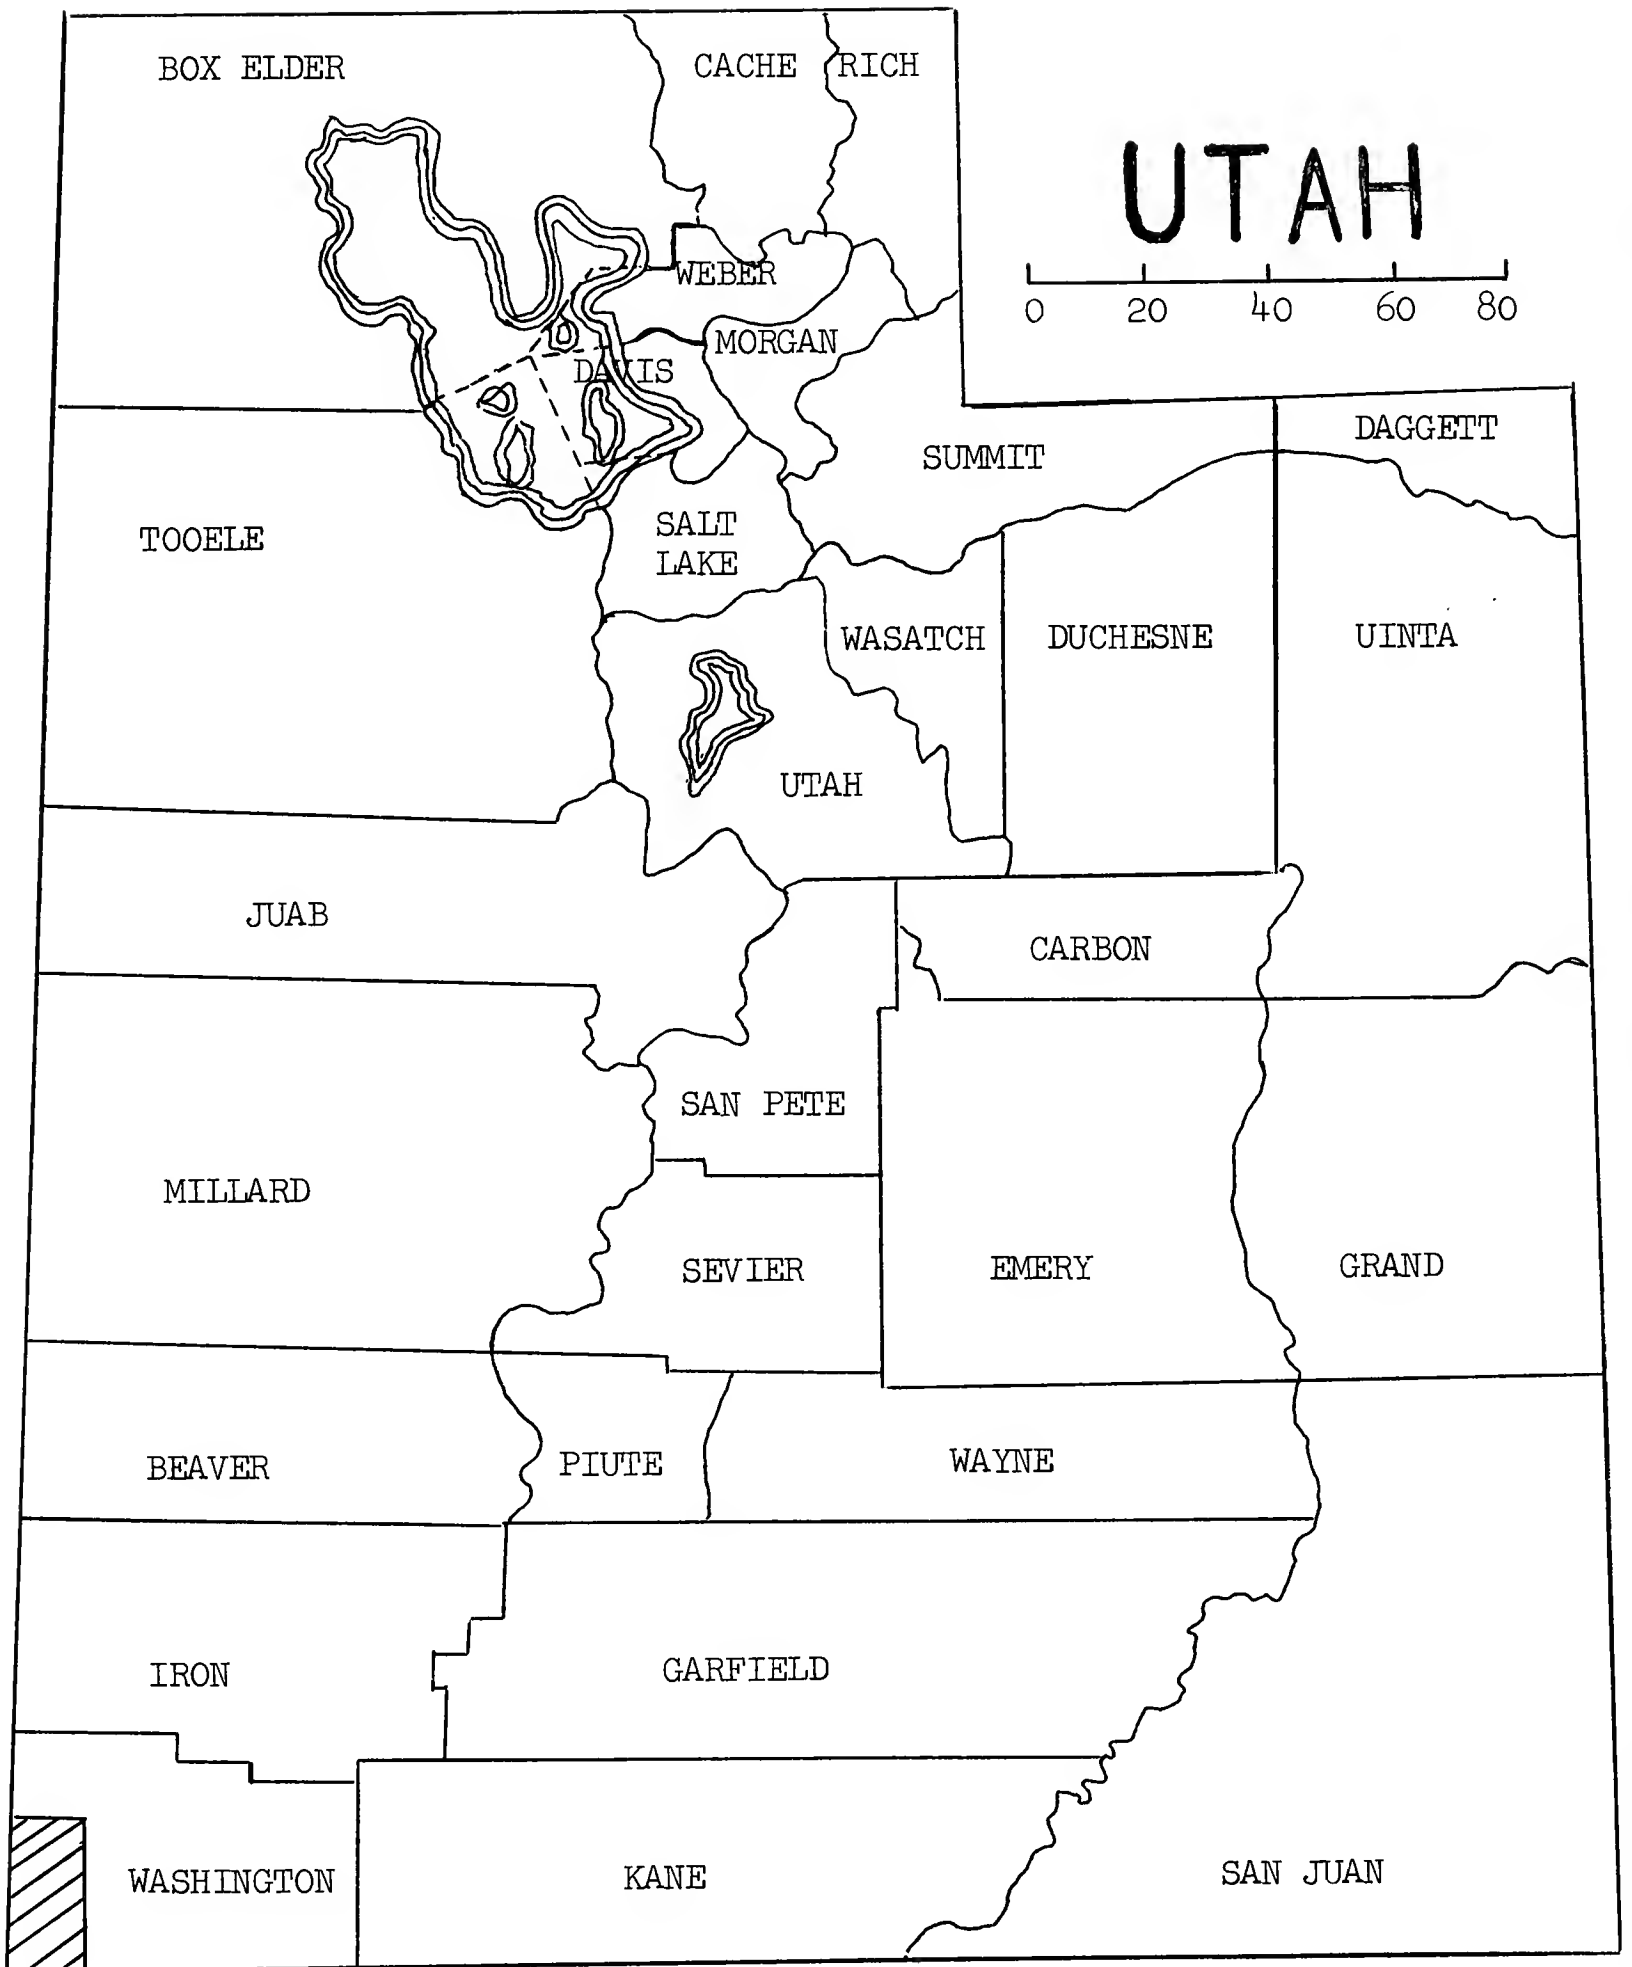 BOX ELDER
CACHE
RICH
UTAH
0 20 40 60 80
WEBER
MORGAN
DAVIS
SUMMIT
DAGGETT
TOOELE
SALT
LAKE
WASATCH
DUCHESNE
UINTA
UTAH
JUAB
CARBON
SAN PETE
MILLARD
SEVIER
EMERY
GRAND
BEAVER
PIUTE
WAYNE
IRON
GARFIELD
WASHINGTON
KANE
SAN JUAN